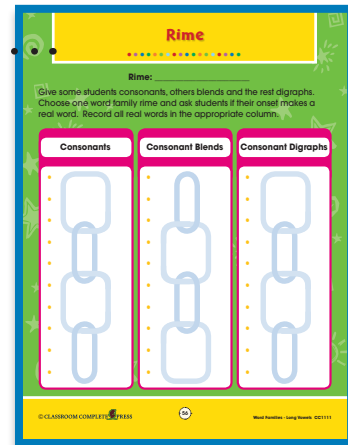 Rime
Rime: ____________________
Give some students consonants, others blends and the rest digraphs.
Choose one word family rime and ask students if their onset makes a
real word. Record all real words in the appropriate column.
Consonants
Consonant Blends
Consonant Digraphs
© CLASSROOM COMPLETE PRESS
56
Word Families - Long Vowels CC1111